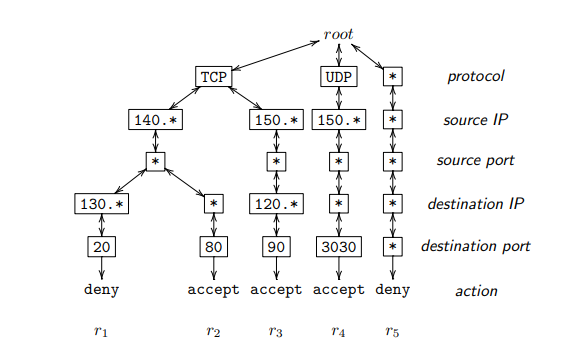 root
TCP UDP * protocol
140.* 150.* 150.* * source IP
* * * * source port
130.* * 120.* * * destination IP
20 80 90 3030 * destination port
deny accept accept accept deny action
r1 r2 r3 r4 r5